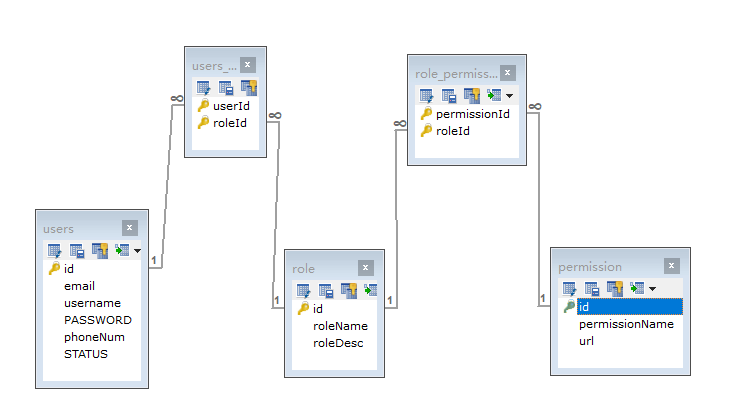 users_...
userId
roleId
role_permiss...
permissionId
roleId
users
id
email
username
PASSWORD
phoneNum
STATUS
role
id
roleName
roleDesc
permission
id
permissionName
url
∞
∞
∞
∞
1
1
1
1